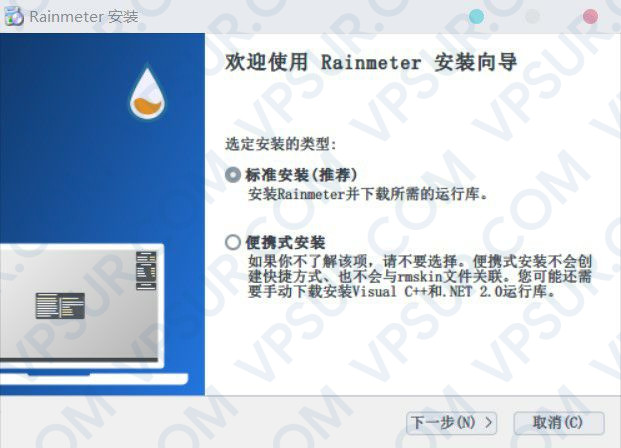 Rainmeter 安装
欢迎使用 Rainmeter 安装向导
选定安装的类型:
标准安装(推荐)
安装Rainmeter并下载所需的运行库。
便携式安装
如果你不了解该项，请不要选择。便携式安装不会创
建快捷方式、也不会与rmskin文件关联。您可能还需
要手动下载安装Visual C++和.NET 2.0运行库。
下一步(N) >
取消(C)
VPSUR.COM